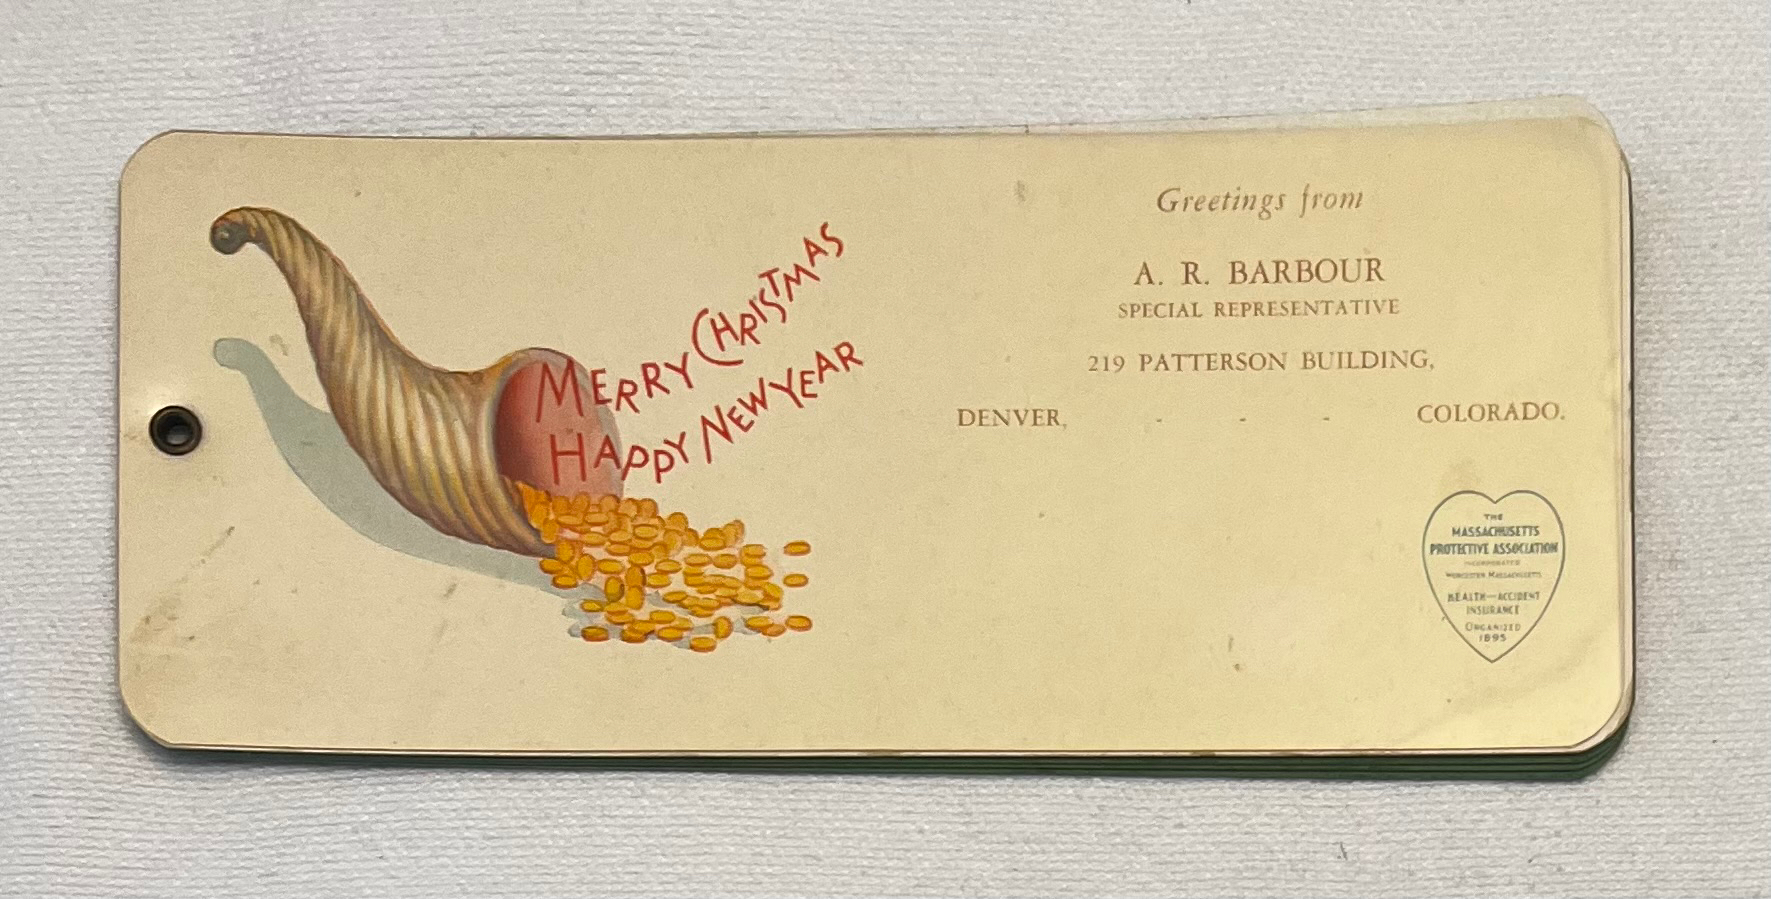 MERRY CHRISTMAS
HAPPY NEW YEAR
Greetings from
A. R. BARBOUR
SPECIAL REPRESENTATIVE
219 PATTERSON BUILDING,
DENVER, - - - COLORADO.
THE
MASSACHUSETTS
PROTECTIVE ASSOCIATION
INCORPORATED
WORCESTER MASSACHUSETTS
HEALTH—ACCIDENT
INSURANCE
ORGANIZED
1895